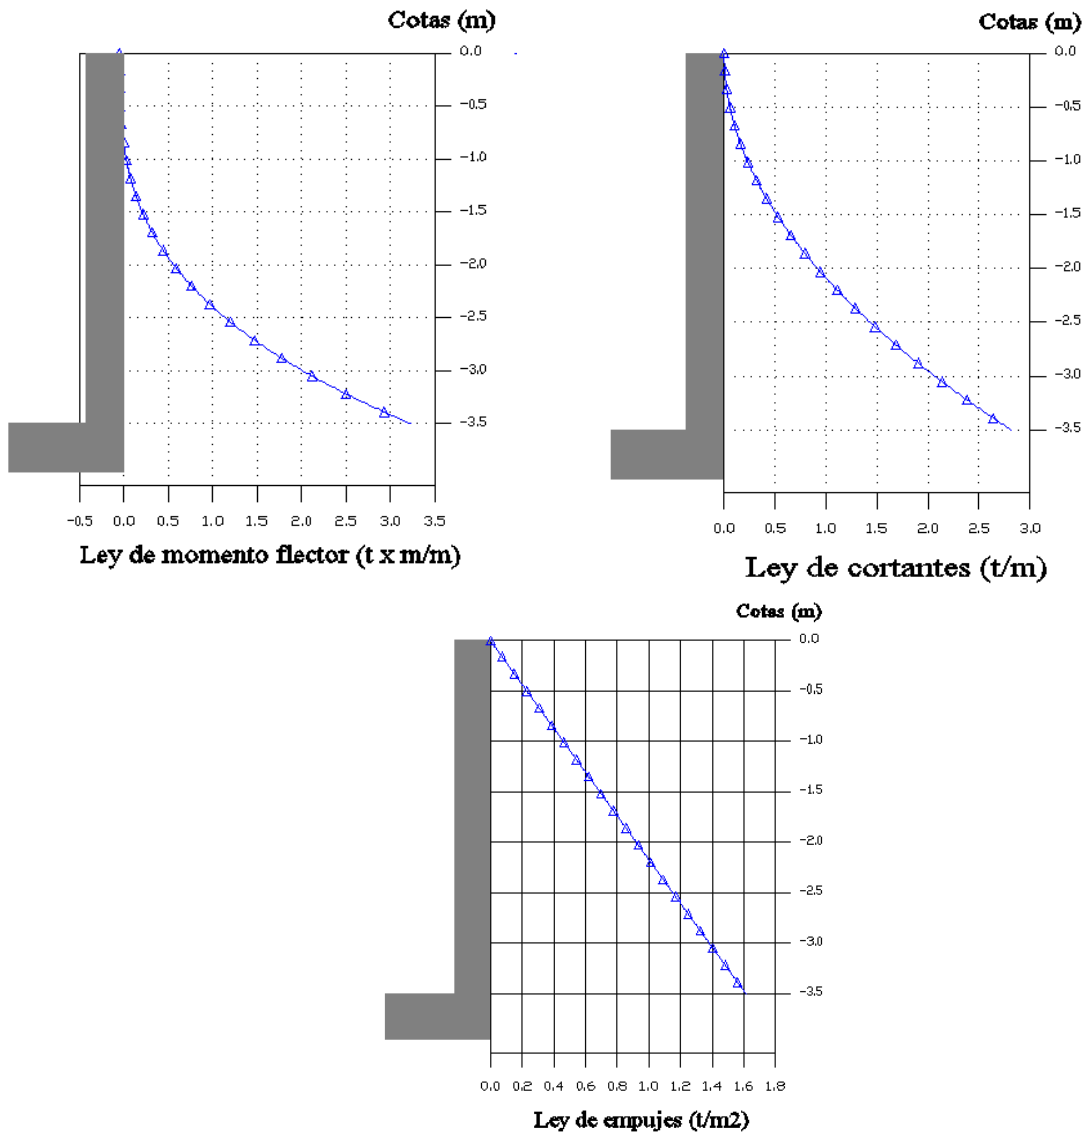 Cotas (m)
0.0
-0.5
-1.0
-1.5
-2.0
-2.5
-3.0
-3.5
-0.5 0.0 0.5 1.0 1.5 2.0 2.5 3.0 3.5
Ley de momento flector (t x m/m)
Cotas (m)
0.0
-0.5
-1.0
-1.5
-2.0
-2.5
-3.0
-3.5
0.0 0.5 1.0 1.5 2.0 2.5 3.0
Ley de cortantes (t/m)
Cotas (m)
0.0
-0.5
-1.0
-1.5
-2.0
-2.5
-3.0
-3.5
0.0 0.2 0.4 0.6 0.8 1.0 1.2 1.4 1.6 1.8
Ley de empujes (t/m2)